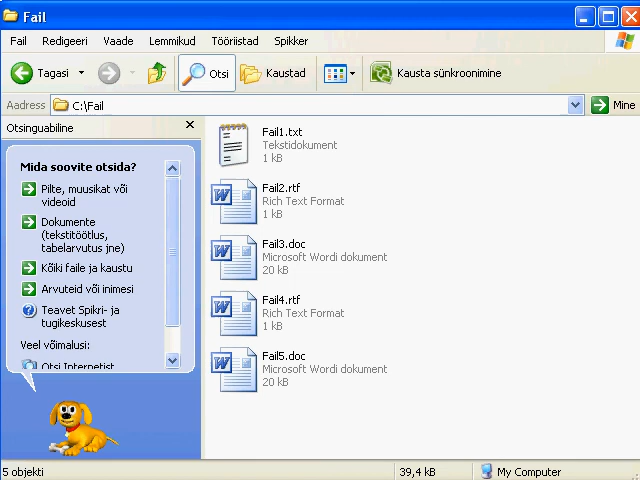 Fail
Fail Redigeeri Vaade Lemmikud Tööriistad Spikker
Tagasi Otsi Kaustad Kausta sünkroonimine
Aadress C:\Fail Mine
Otsinguabiline
Mida soovite otsida?
Pilte, muusikat või
videoid
Dokumente
(tekstitöötlus,
tabelarvutus jne)
Kõiki faile ja kaustu
Arvuteid või inimesi
Teavet Spikri- ja
tugikeskusest
Veel võimalusi:
Otsi Internetist
Fail1.txt
Tekstidokument
1 kB
Fail2.rtf
Rich Text Format
1 kB
Fail3.doc
Microsoft Wordi dokument
20 kB
Fail4.rtf
Rich Text Format
1 kB
Fail5.doc
Microsoft Wordi dokument
20 kB
5 objekti 39,4 kB My Computer